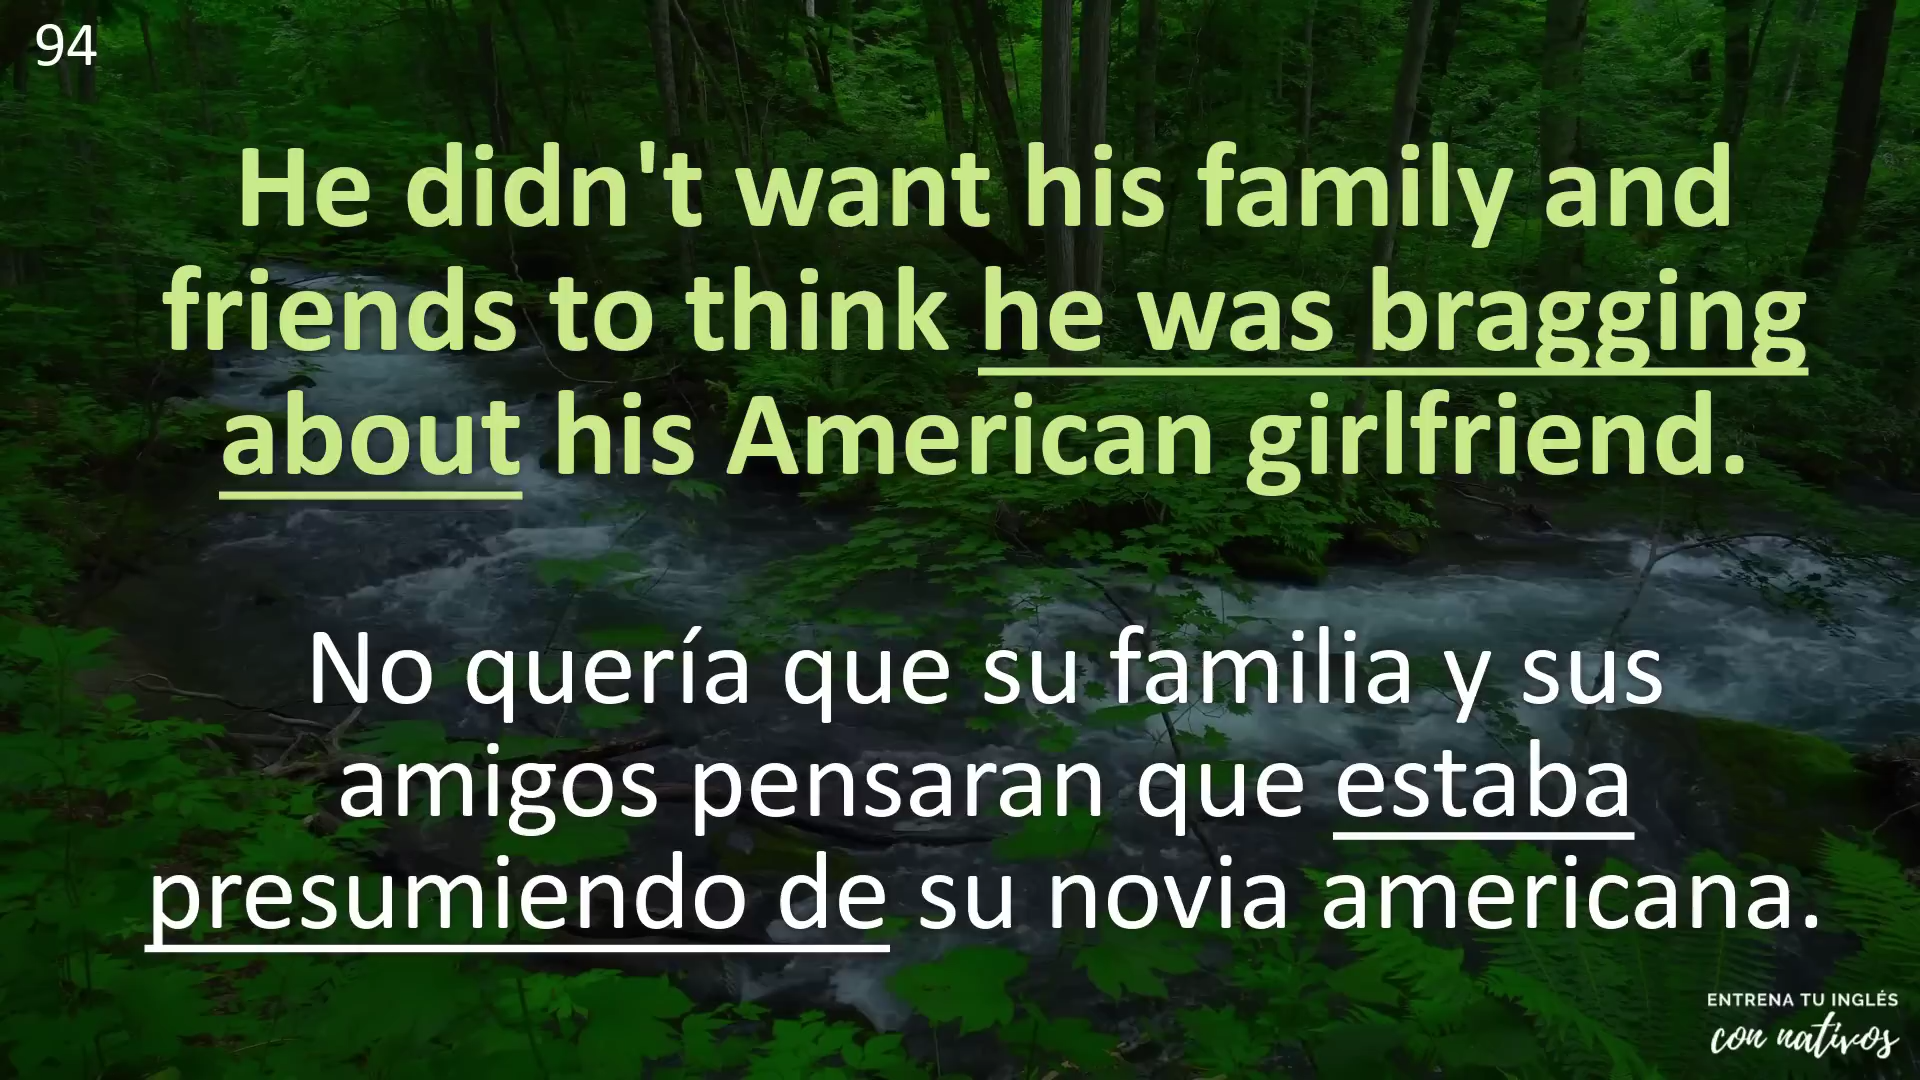 94
He didn't want his family and
friends to think he was bragging
about his American girlfriend.
No quería que su familia y sus
amigos pensaran que estaba
presumiendo de su novia americana.
ENTRENA TU INGLÉS
con nativos